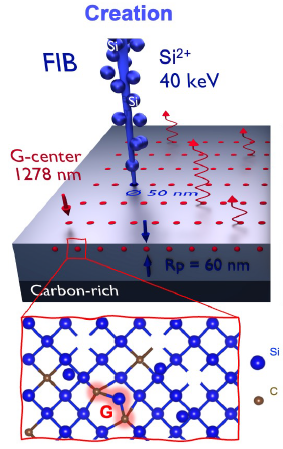 Creation
Si
FIB
Si2+
40 keV
Si
G-center
1278 nm
Ø 50 nm
Rp = 60 nm
Carbon-rich
Si
C
G